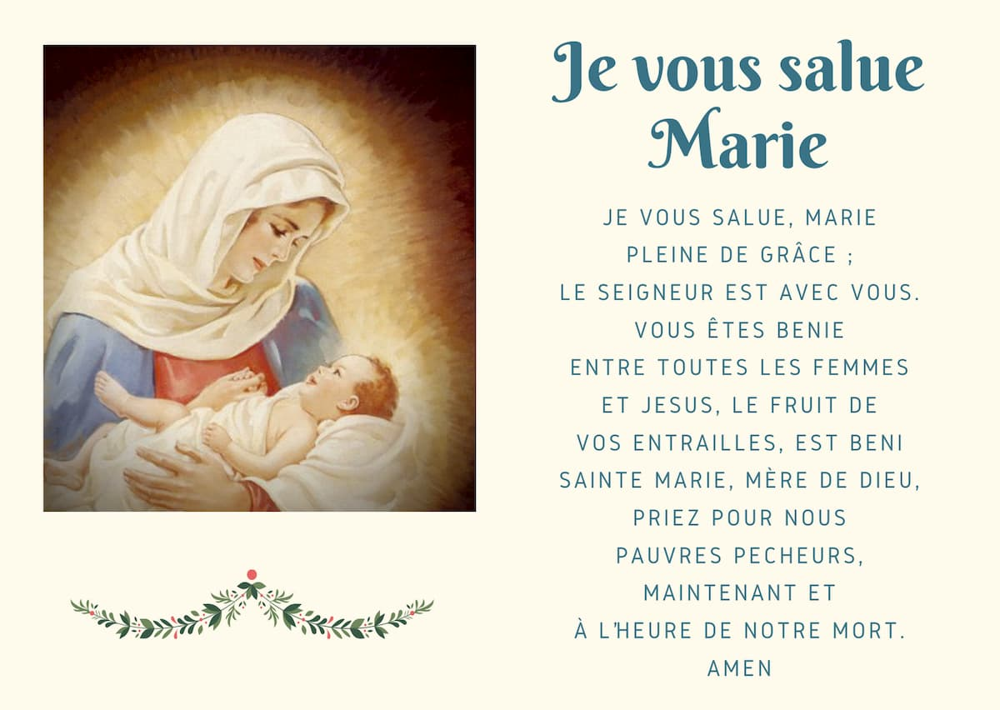 Je vous salue
Marie
JE VOUS SALUE, MARIE
PLEINE DE GRÂCE ;
LE SEIGNEUR EST AVEC VOUS.
VOUS ÊTES BENIE
ENTRE TOUTES LES FEMMES
ET JESUS, LE FRUIT DE
VOS ENTRAILLES, EST BENI
SAINTE MARIE, MÈRE DE DIEU,
PRIEZ POUR NOUS
PAUVRES PECHEURS,
MAINTENANT ET
À L'HEURE DE NOTRE MORT.
AMEN